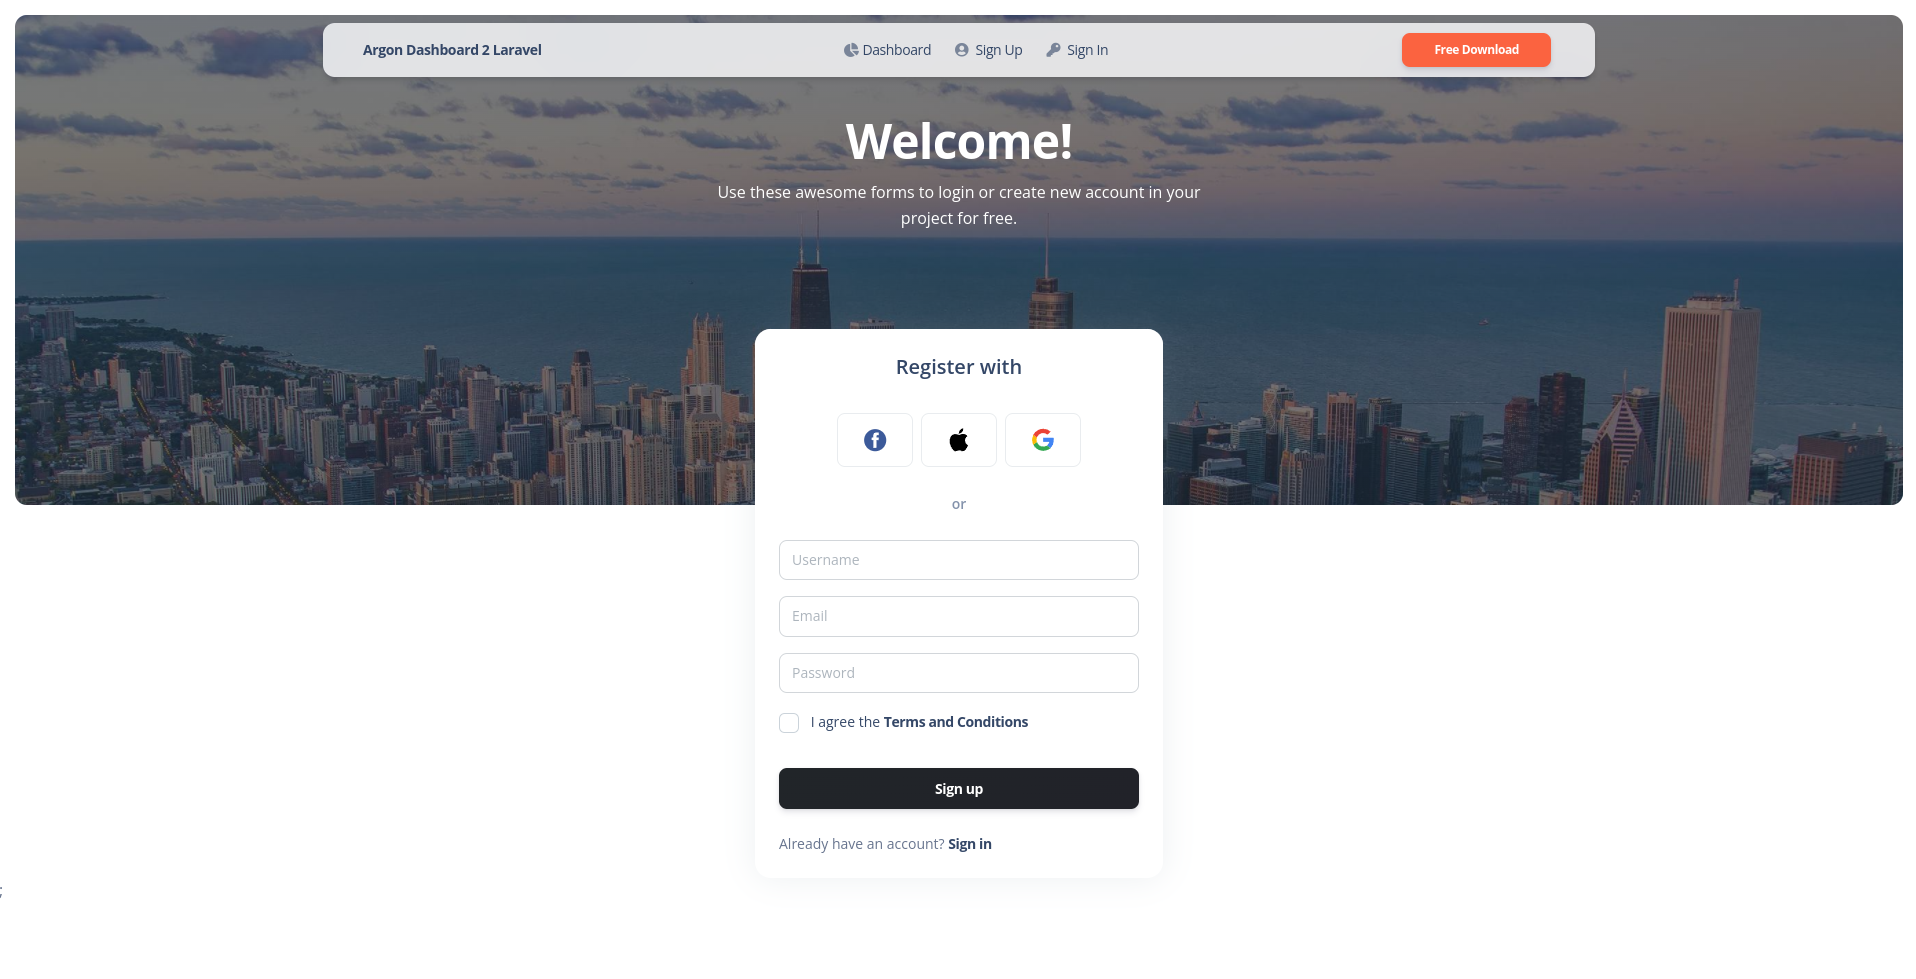 Argon Dashboard 2 Laravel
Dashboard
Sign Up
Sign In
Free Download
Welcome!
Use these awesome forms to login or create new account in your
project for free.
Register with
or
Username
Email
Password
I agree the Terms and Conditions
Sign up
Already have an account? Sign in
;